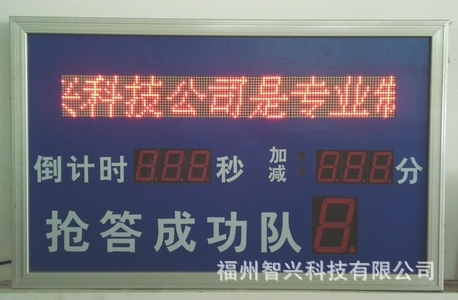 科技公司是专业
倒计时 888 秒 加减 888 分
抢答成功队 8.
福州智兴科技有限公司